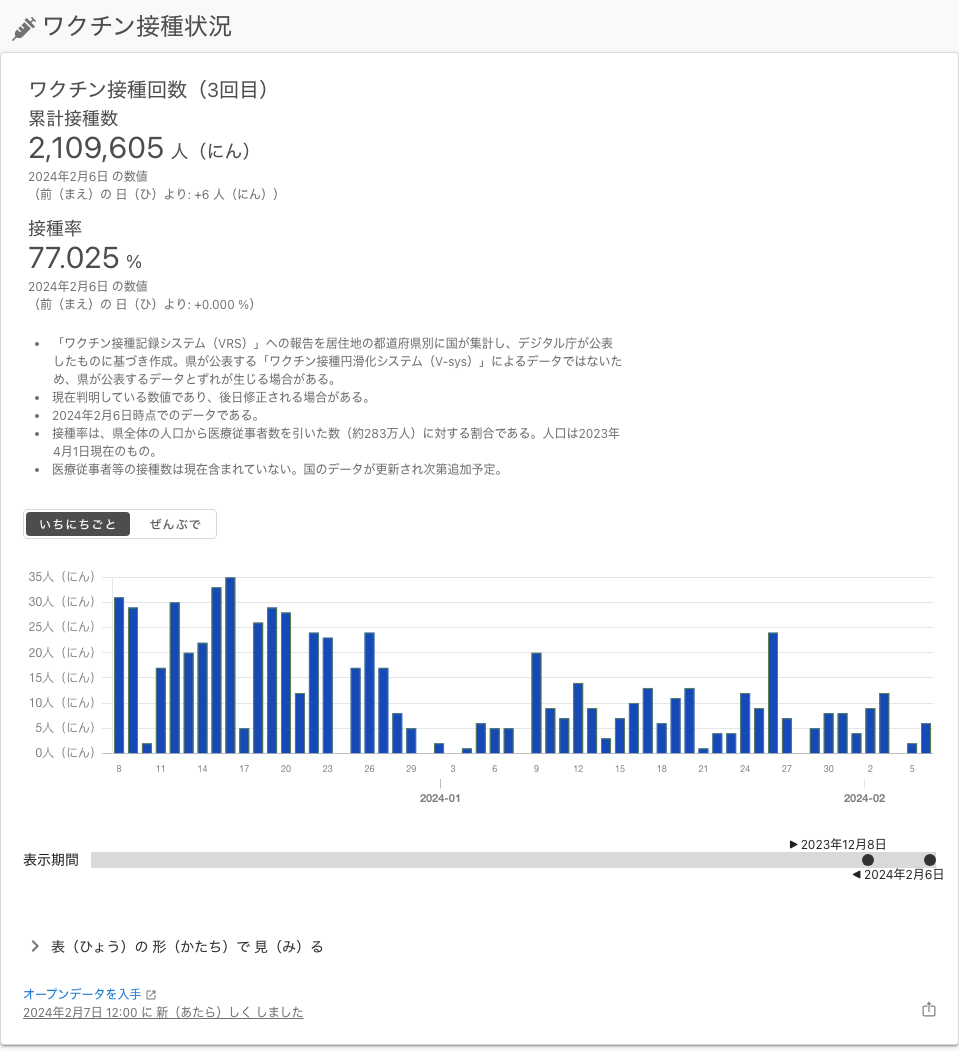 ワクチン接種状況
ワクチン接種回数（3回目）
累計接種数
2,109,605 人（にん）
2024年2月6日 の数値
（前（まえ）の 日（ひ）より: +6 人（にん））
接種率
77.025 %
2024年2月6日 の数値
（前（まえ）の 日（ひ）より: +0.000 %）
• 「ワクチン接種記録システム（VRS）」への報告を居住地の都道府県別に国が集計し、デジタル庁が公表
したものに基づき作成。県が公表する「ワクチン接種円滑化システム（V-sys）」によるデータではないた
め、県が公表するデータとずれが生じる場合がある。
• 現在判明している数値であり、後日修正される場合がある。
• 2024年2月6日時点でのデータである。
• 接種率は、県全体の人口から医療従事者数を引いた数（約283万人）に対する割合である。人口は2023年
4月1日現在のもの。
• 医療従事者等の接種数は現在含まれていない。国のデータが更新され次第追加予定。
いちにちごと ぜんぶで
35人（にん）
30人（にん）
25人（にん）
20人（にん）
15人（にん）
10人（にん）
5人（にん）
0人（にん）
8 11 14 17 20 23 26 29 3 6 9 12 15 18 21 24 27 30 2 5
2024-01 2024-02
▶ 2023年12月8日
表示期間
◀ 2024年2月6日
表（ひょう）の 形（かたち）で 見（み）る
オープンデータを入手
2024年2月7日 12:00 に 新（あたら）しく しました